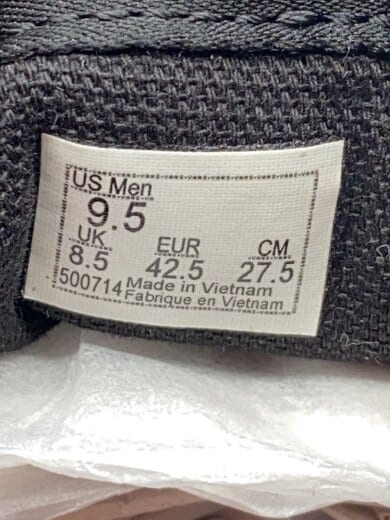 US Men
9.5
UK EUR CM
8.5 42.5 27.5
500714 Made in Vietnam
Fabrique en Vietnam